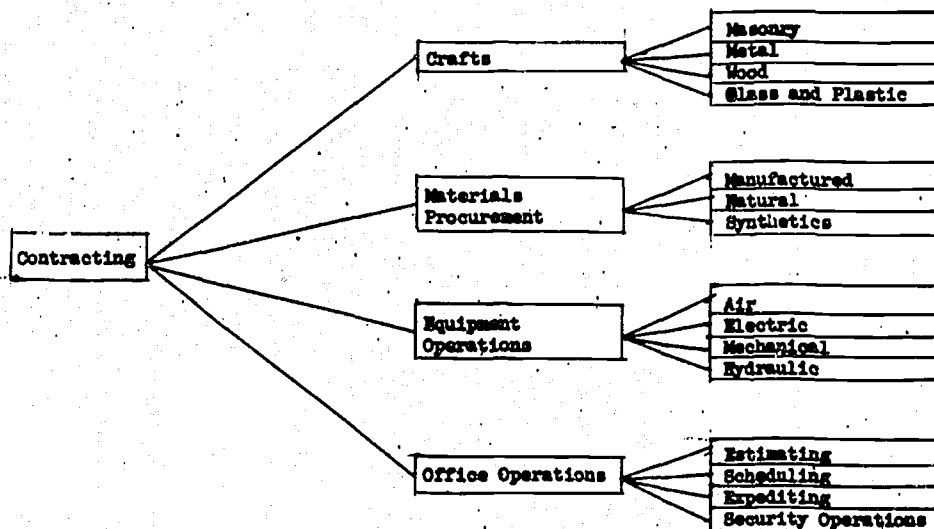 Crafts
Masonry
Metal
Wood
Glass and Plastic
Materials
Procurement
Manufactured
Natural
Synthetics
Contracting
Equipment
Operations
Air
Electric
Mechanical
Hydraulic
Office Operations
Estimating
Scheduling
Expediting
Security Operations